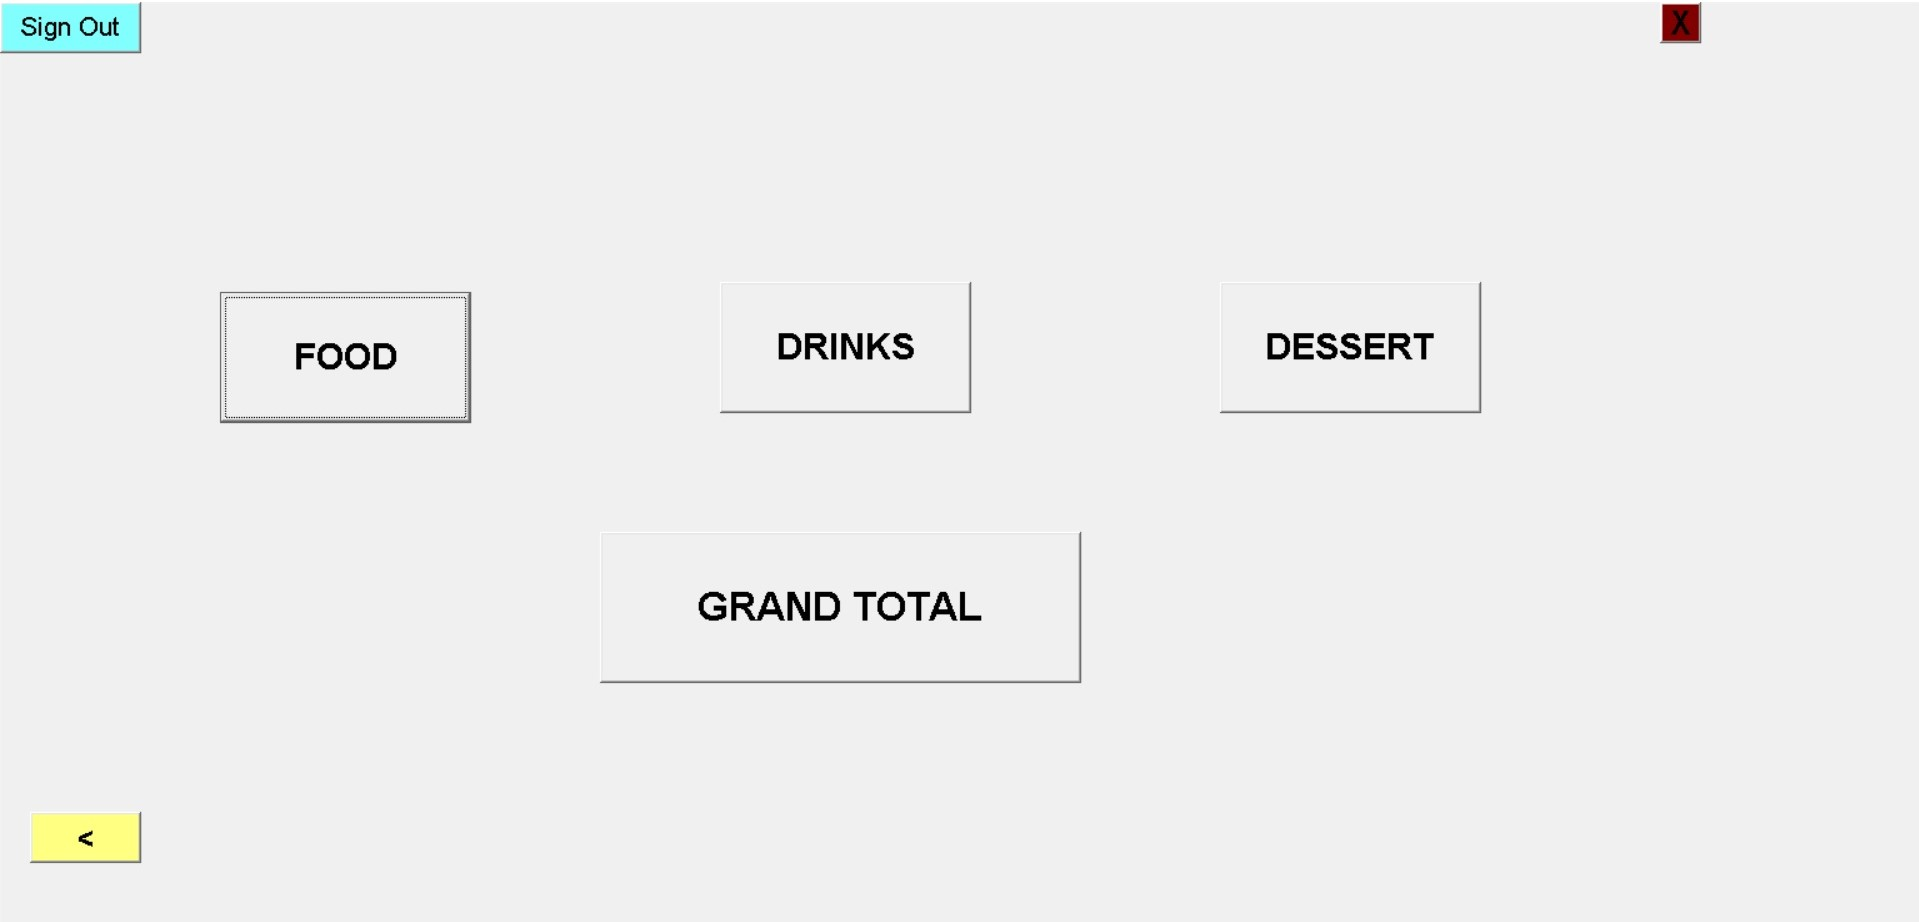 Sign Out
X
FOOD
DRINKS
DESSERT
GRAND TOTAL
<